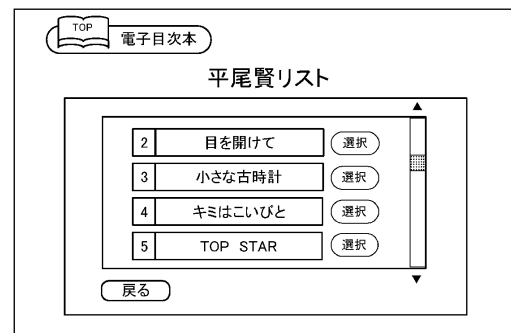 TOP
電子目次本
平尾賢リスト
▲
2 目を開けて 選択
3 小さな古時計 選択
4 キミはこいびと 選択
5 TOP STAR 選択
▼
戻る